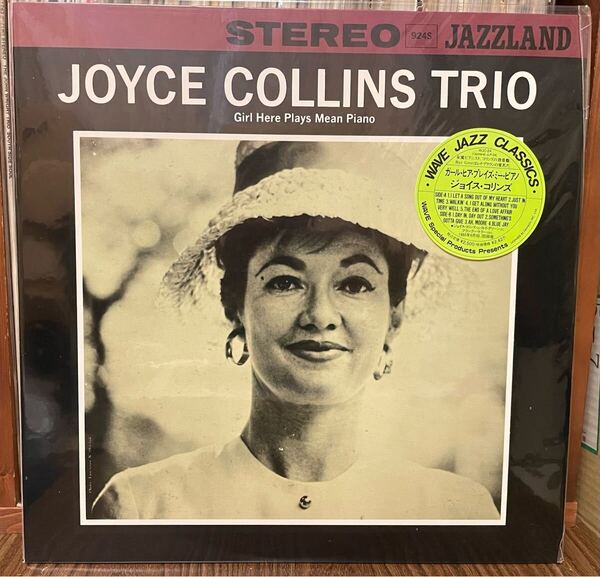 STEREO 924S JAZZLAND
JOYCE COLLINS TRIO
Girl Here Plays Mean Piano
WAVE JAZZ CLASSICS
ガール・ヒア・プレイズ・ミーン・ピアノ
ジョイス・コリンズ
SIDE-A 1.I LET A SONG OUT OF MY HEART 2.JUST IN
TIME 3.WALKIN' 4.I GET ALONG WITHOUT YOU
VERY WELL 5.THE END OF A LOVE AFFAIR
SIDE-B 1.DAY IN, DAY OUT 2.SOMETHING'S
GOTTA GIVE 3.AH, MOORE 4.BLUE JAY
WAVE Special Products Presents